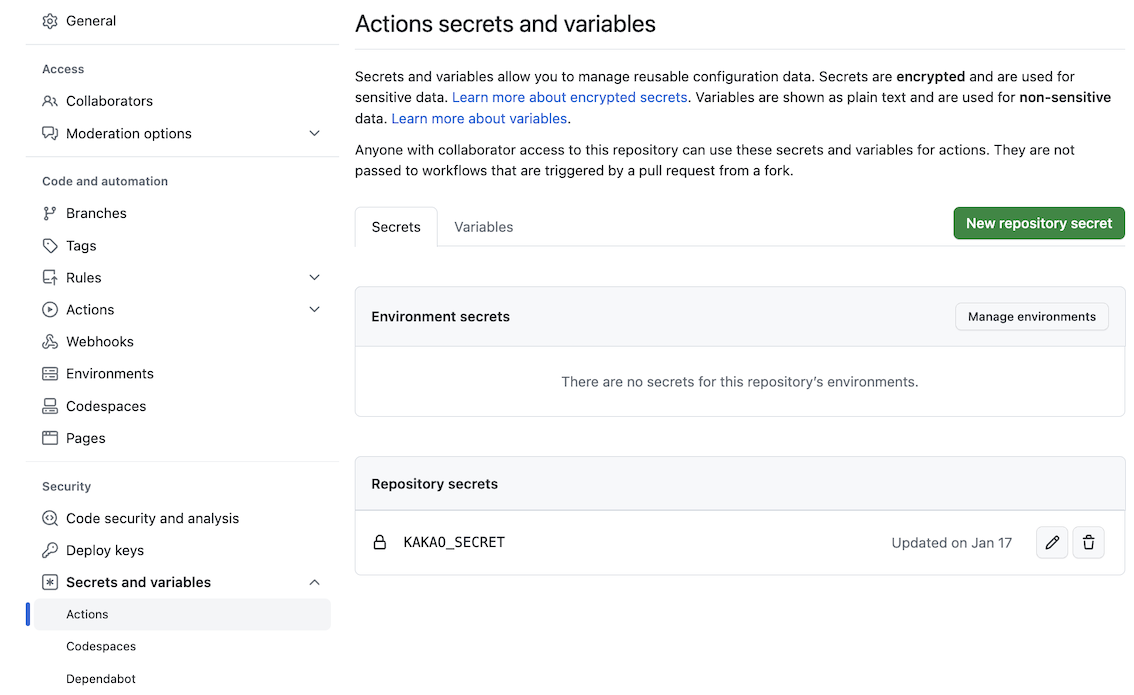 General
Access
Collaborators
Moderation options
Code and automation
Branches
Tags
Rules
Actions
Webhooks
Environments
Codespaces
Pages
Security
Code security and analysis
Deploy keys
Secrets and variables
Actions
Codespaces
Dependabot
Actions secrets and variables
Secrets and variables allow you to manage reusable configuration data. Secrets are encrypted and are used for
sensitive data. Learn more about encrypted secrets. Variables are shown as plain text and are used for non-sensitive
data. Learn more about variables.
Anyone with collaborator access to this repository can use these secrets and variables for actions. They are not
passed to workflows that are triggered by a pull request from a fork.
Secrets
Variables
New repository secret
Environment secrets
Manage environments
There are no secrets for this repository’s environments.
Repository secrets
KAKAO_SECRET
Updated on Jan 17